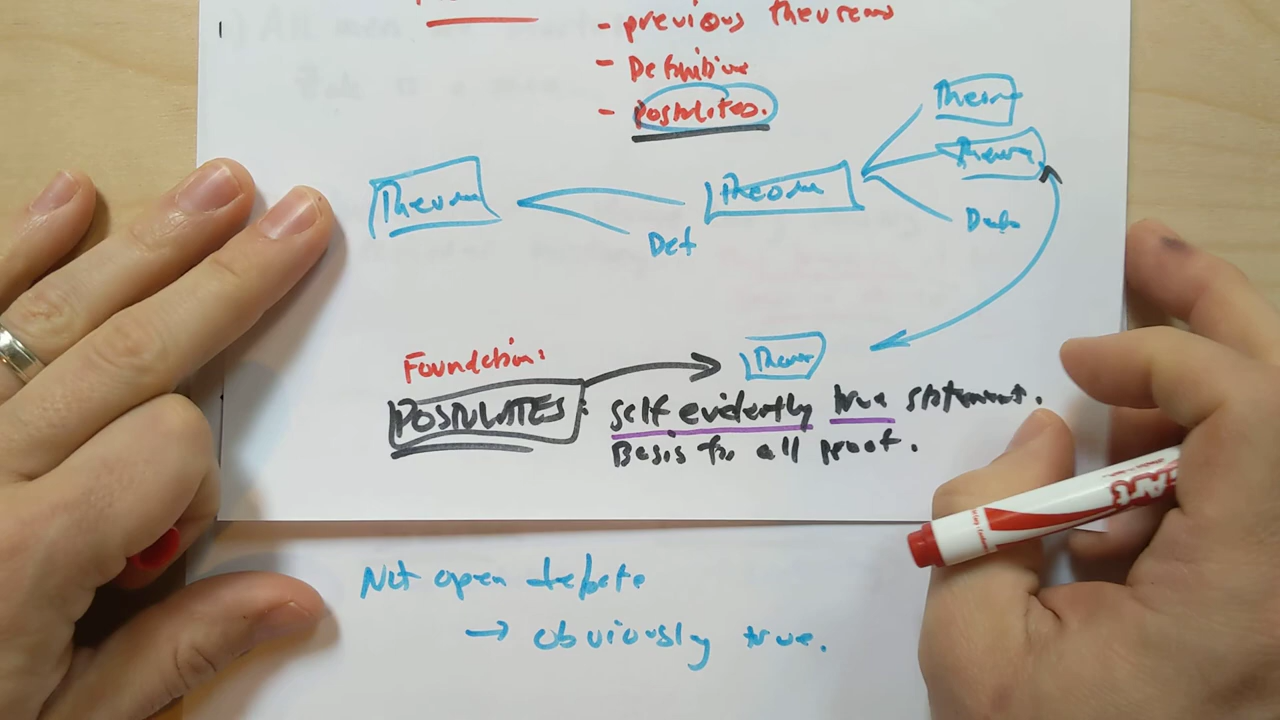 - previous theorems
- Definitive
- Postulates.
Theorem
Theorem
Theorem
Theorem
Def
Foundation:
Theorem
POSTULATES: self evidently true statement.
Basis for all proof.
Not open debate
→ obviously true.
Art